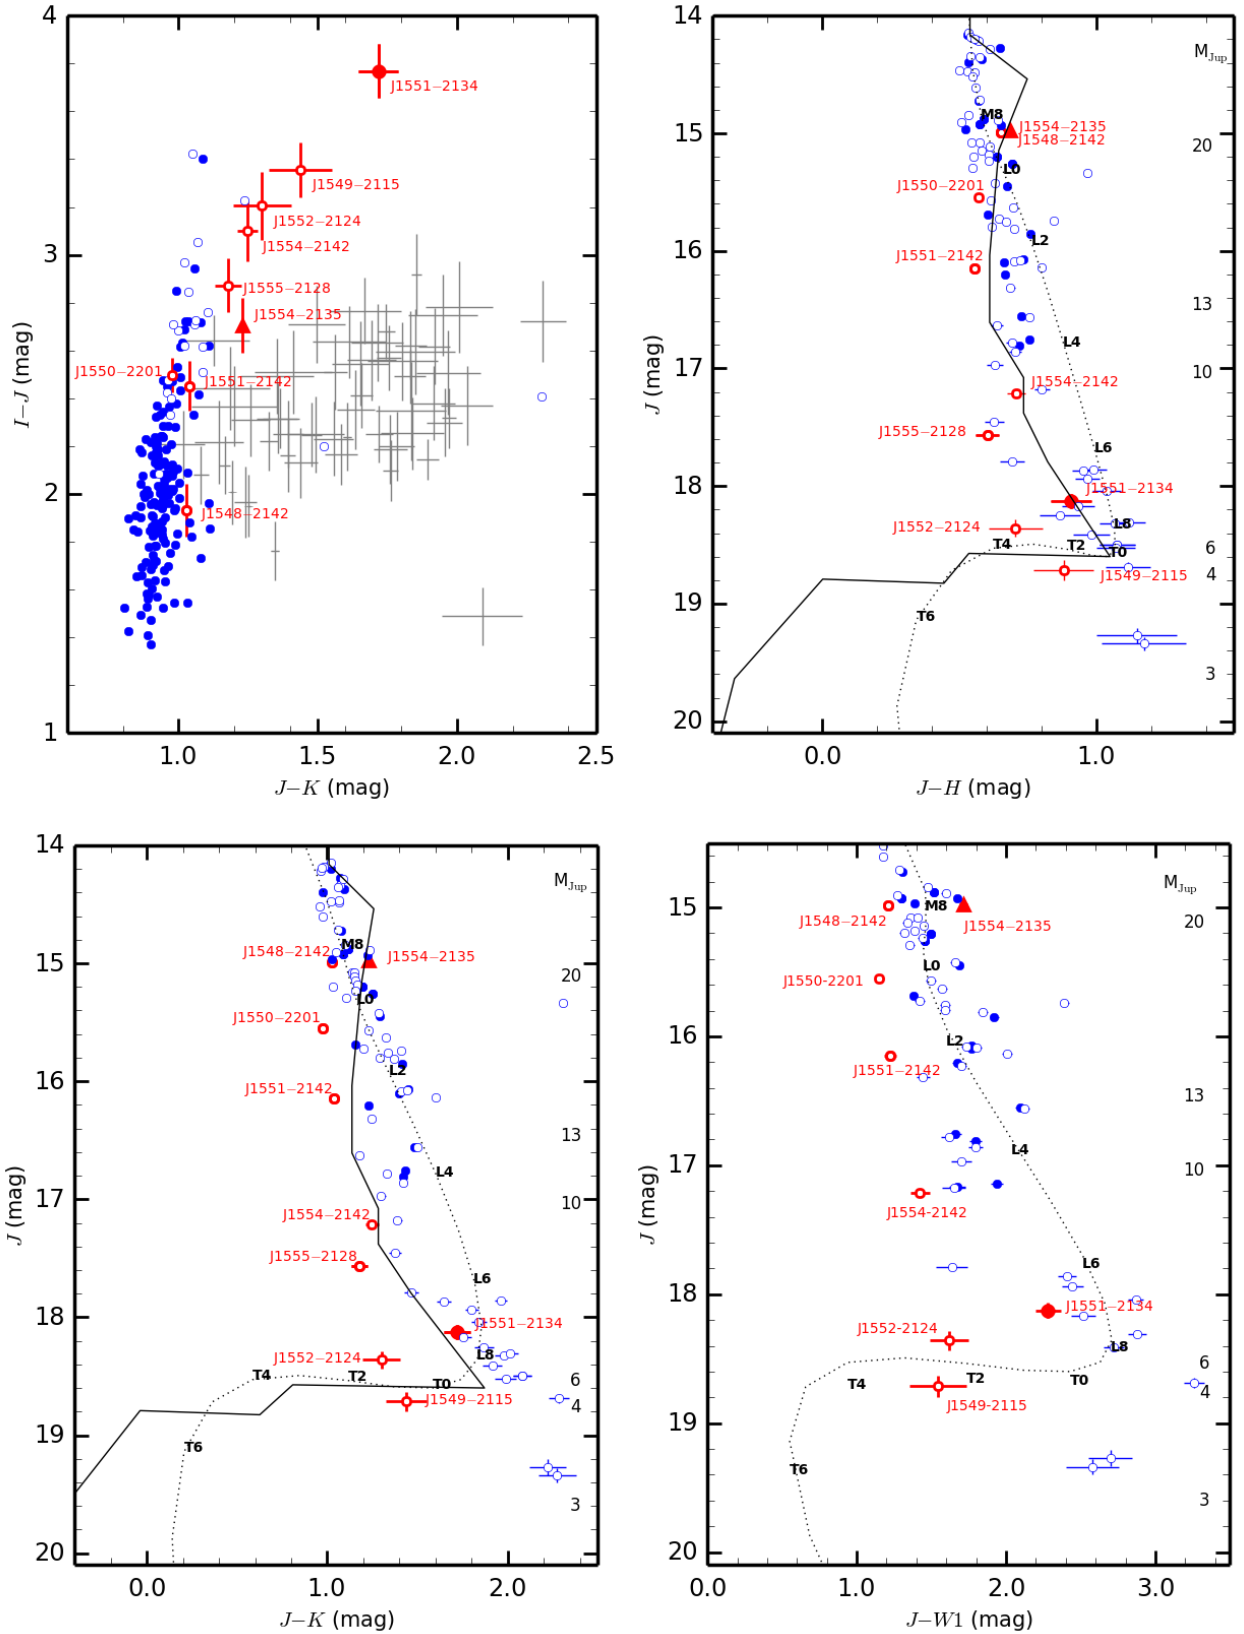 4
3
2
1
I−J (mag)
J1551−2134
J1549−2115
J1552−2124
J1554−2142
J1555−2128
J1554−2135
J1550−2201
J1551−2142
J1548−2142
1.0
1.5
2.0
2.5
J−K (mag)
14
15
16
17
18
19
20
J (mag)
M_Jup
M8
J1554−2135
J1548−2142
20
L0
J1550−2201
L2
J1551−2142
13
L4
J1554−2142
10
J1555−2128
L6
J1551−2134
J1552−2124
L8
T4
T2
T0
6
J1549−2115
4
T6
3
0.0
1.0
J−H (mag)
14
15
16
17
18
19
20
J (mag)
M_Jup
J1548−2142
M8
J1554−2135
20
L0
J1550−2201
L2
J1551−2142
13
L4
10
J1554−2142
J1555−2128
L6
J1551−2134
J1552−2124
L8
T4
T2
T0
6
J1549−2115
4
T6
3
0.0
1.0
2.0
J−K (mag)
15
16
17
18
19
20
J (mag)
M_Jup
M8
J1548−2142
J1554−2135
20
L0
J1550-2201
L2
J1551−2142
13
L4
10
J1554-2142
L6
J1551−2134
J1552-2124
L8
6
T4
T2
T0
4
J1549-2115
T6
3
0.0
1.0
2.0
3.0
J−W1 (mag)